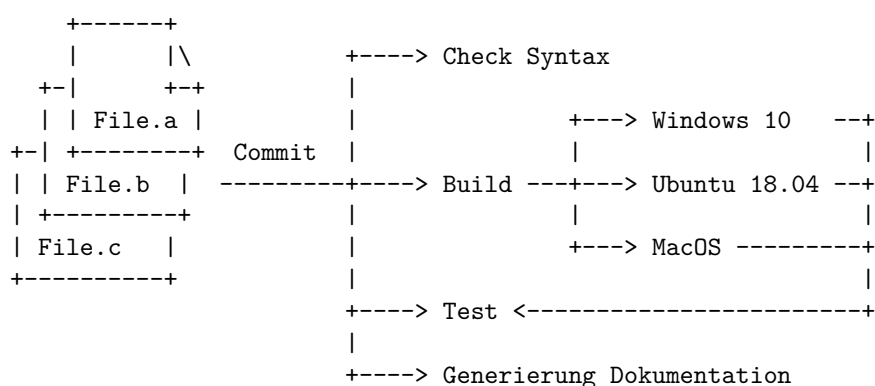 Check Syntax
File.a
Windows 10
Commit
File.b
Build
Ubuntu 18.04
File.c
MacOS
Test
Generierung Dokumentation